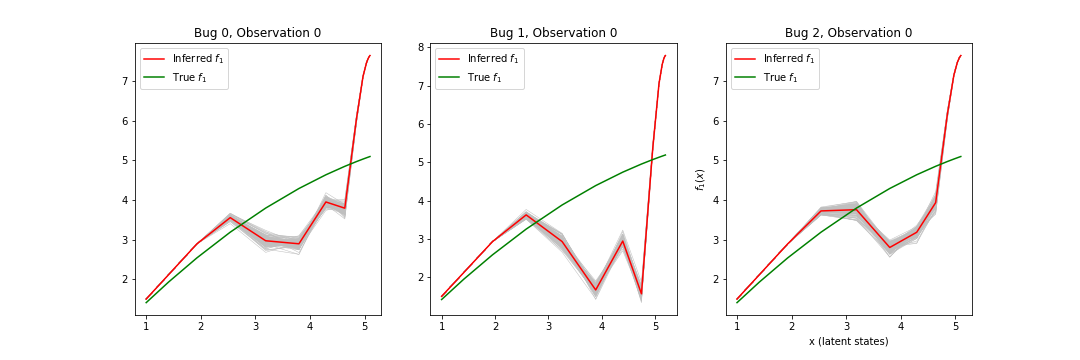 Bug 0, Observation 0
Inferred f₁
True f₁
7
6
5
4
3
2
1 2 3 4 5
Bug 1, Observation 0
Inferred f₁
True f₁
8
7
6
5
4
3
2
1 2 3 4 5
Bug 2, Observation 0
Inferred f₁
True f₁
f₁(x)
7
6
5
4
3
2
1 2 3 4 5
x (latent states)